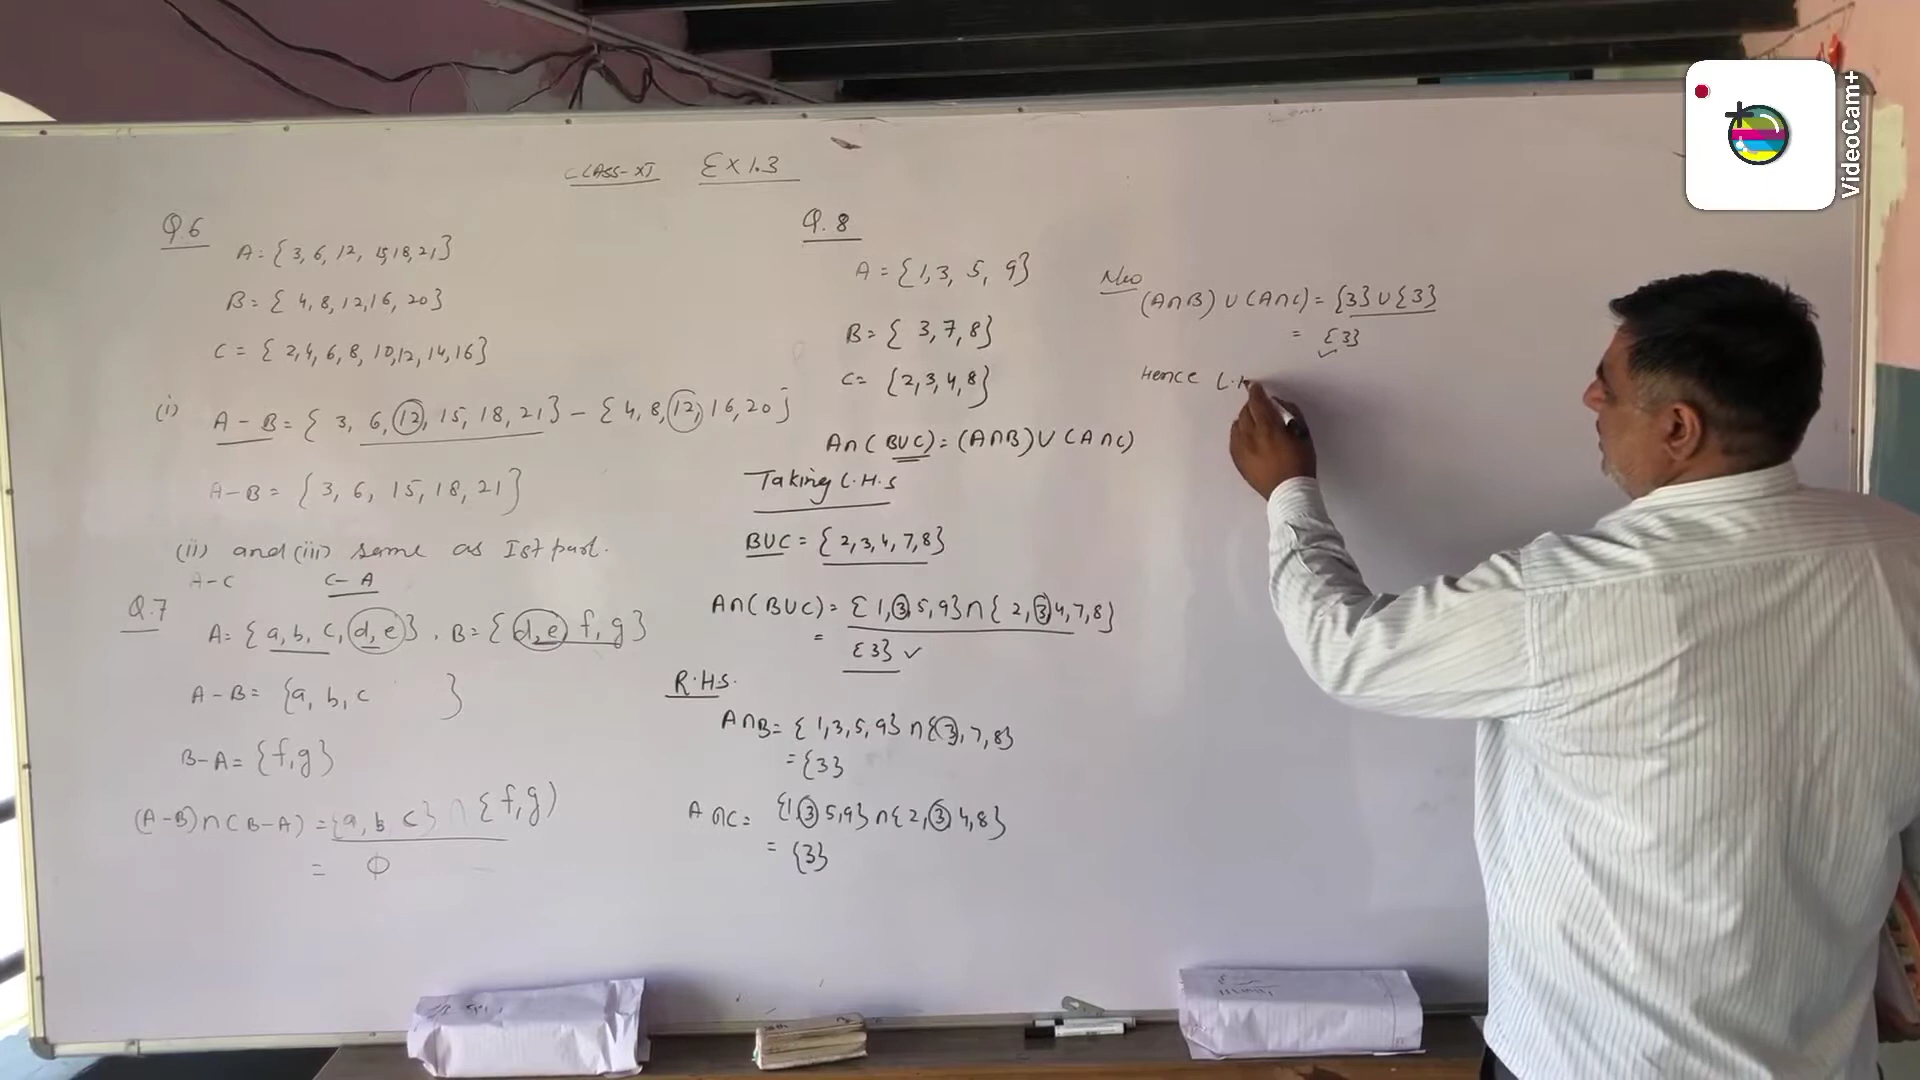 CLASS-XI EX 1.3
Q.6
A = {3, 6, 12, 15, 18, 21}
B = { 4, 8, 12, 16, 20}
C = { 2, 4, 6, 8, 10, 12, 14, 16}
(i) A - B = { 3, 6, 12, 15, 18, 21} - { 4, 8, 12, 16, 20}
A - B = {3, 6, 15, 18, 21}
(ii) and (iii) same as Ist part.
A - C C - A
Q.7
A = {a, b, c, d, e}. B = {d, e f, g}
A - B = {a, b, c }
B - A = {f, g}
(A - B) ∩ (B - A) = {a, b, c} ∩ {f, g)
= ϕ
Q. 8
A = {1, 3, 5, 9}
B = { 3, 7, 8}
C = {2, 3, 4, 8}
A ∩ ( B ∪ C) = (A ∩ B) ∪ (A ∩ C)
Taking L.H.S
B ∪ C = { 2, 3, 4, 7, 8}
A ∩ ( B ∪ C) = { 1, 3 5, 9} ∩ { 2, 3 4, 7, 8}
= {3} ✓
R.H.S.
A ∩ B = { 1, 3, 5, 9} ∩ {3, 7, 8}
= {3}
A ∩ C = {1 3 5, 9} ∩ { 2, 3 4, 8}
= {3}
(A ∩ B) ∪ (A ∩ C) = {3} ∪ {3}
= {3}
✓
Hence L.H
VideoCam+